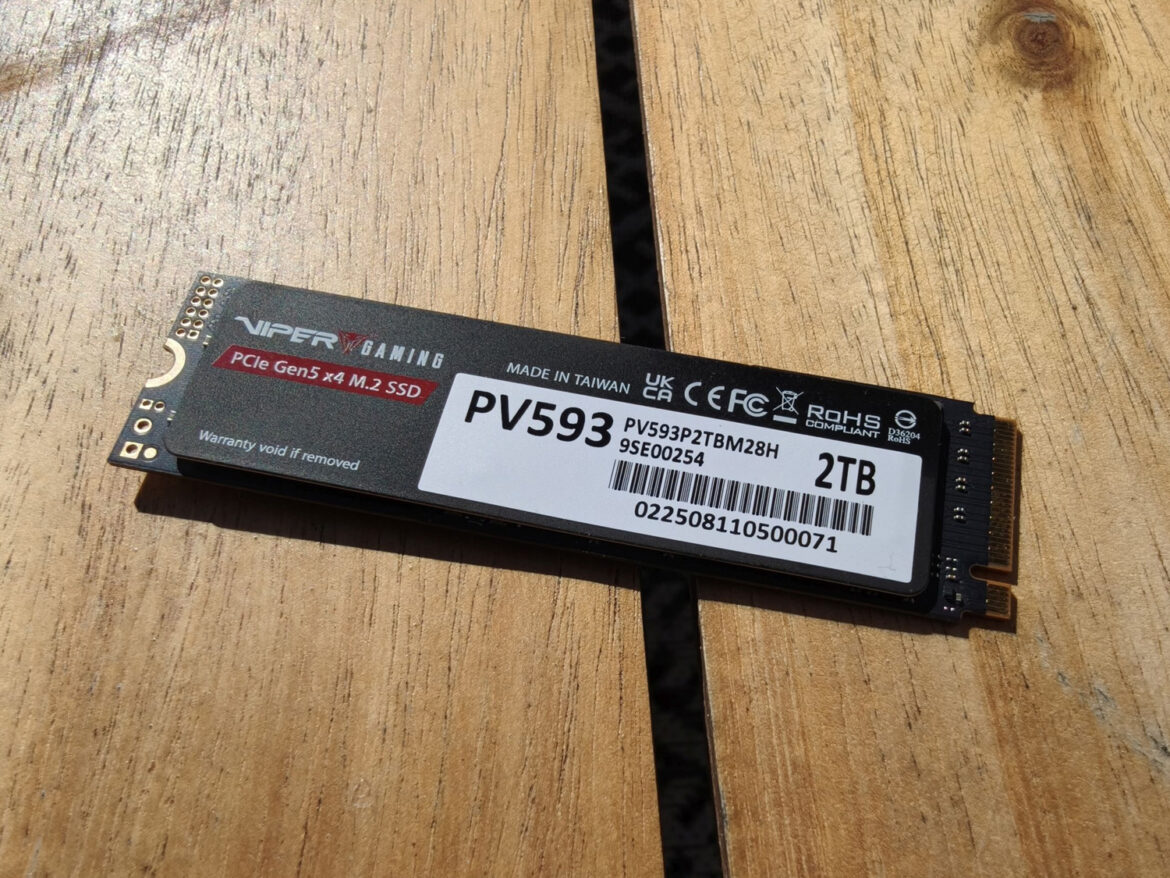 VIPER GAMING
PCIe Gen5 x4 M.2 SSD
Warranty void if removed
MADE IN TAIWAN UK CA CE FC RoHS COMPLIANT D36204 RoHS
PV593 PV593P2TBM28H
9SE00254 2TB
022508110500071